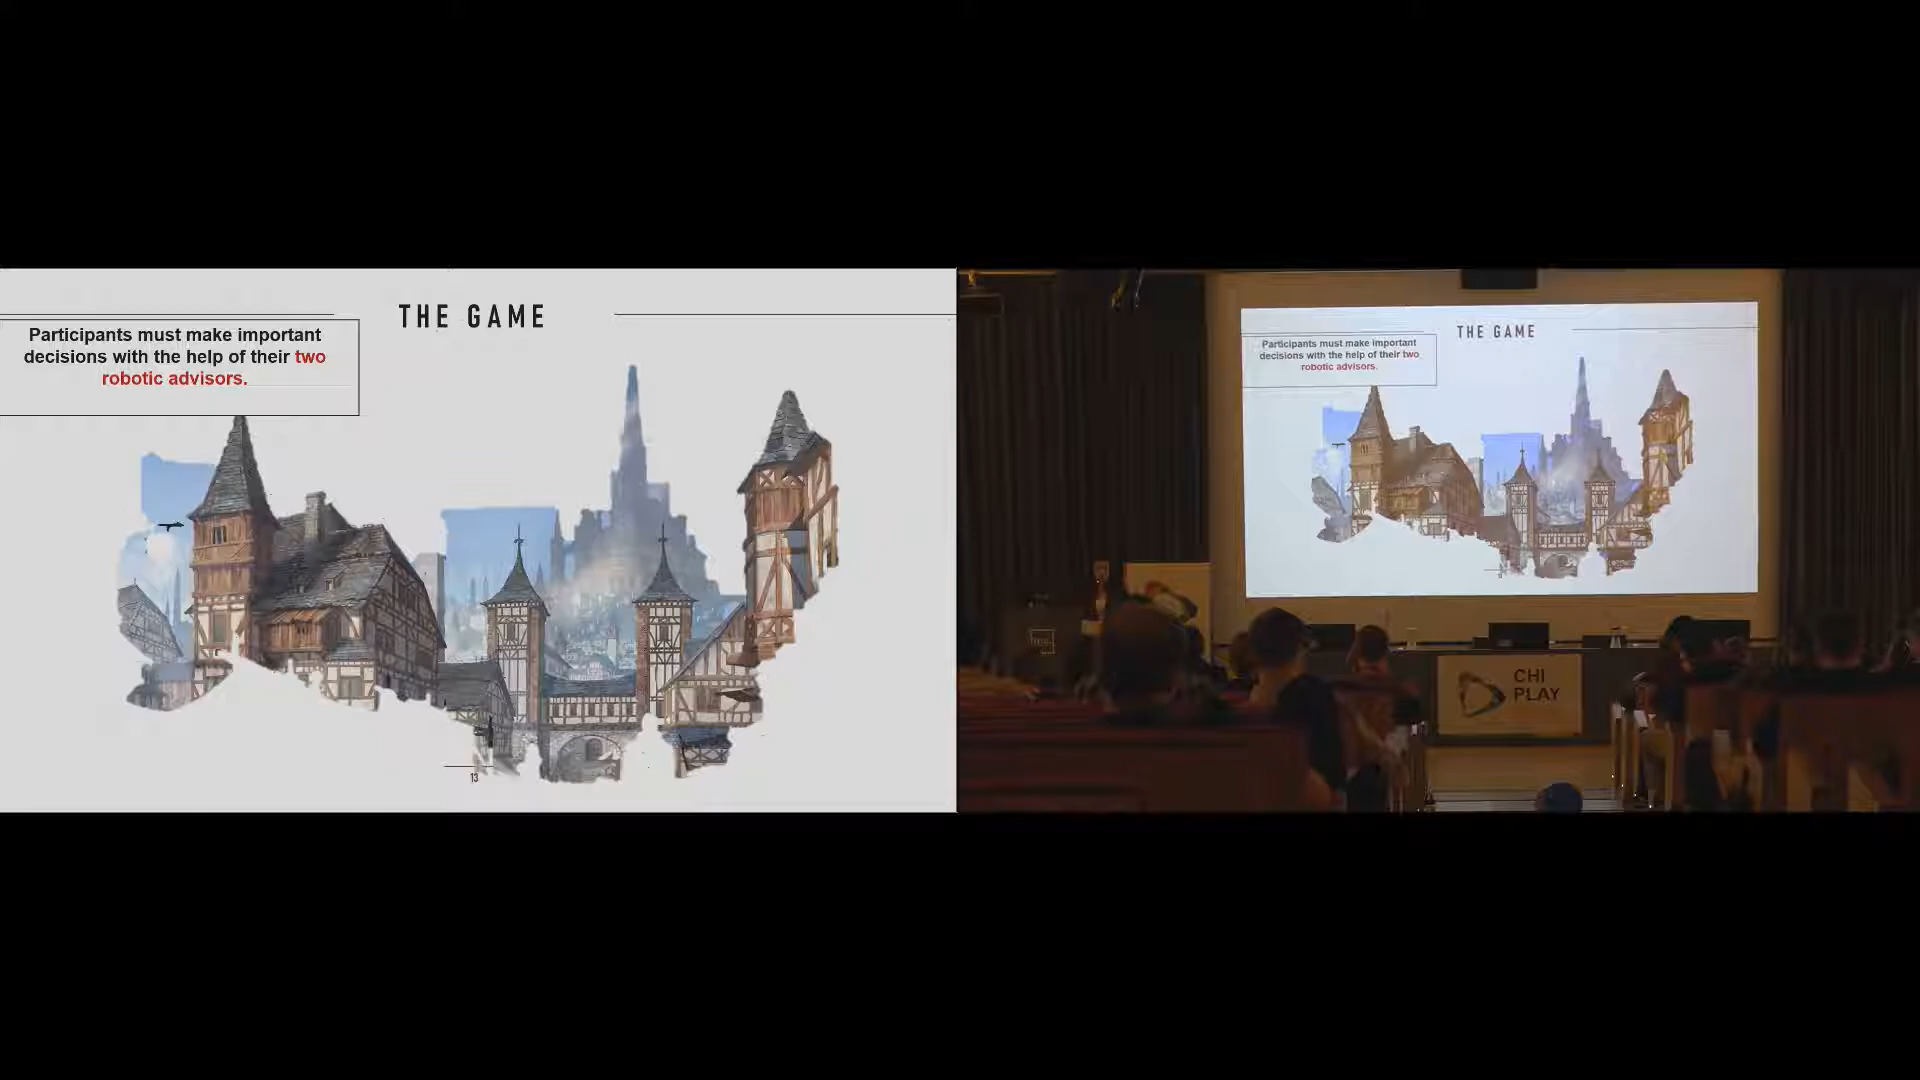 THE GAME
Participants must make important
decisions with the help of their two
robotic advisors.
13
THE GAME
Participants must make important
decisions with the help of their two
robotic advisors.
CHI
PLAY